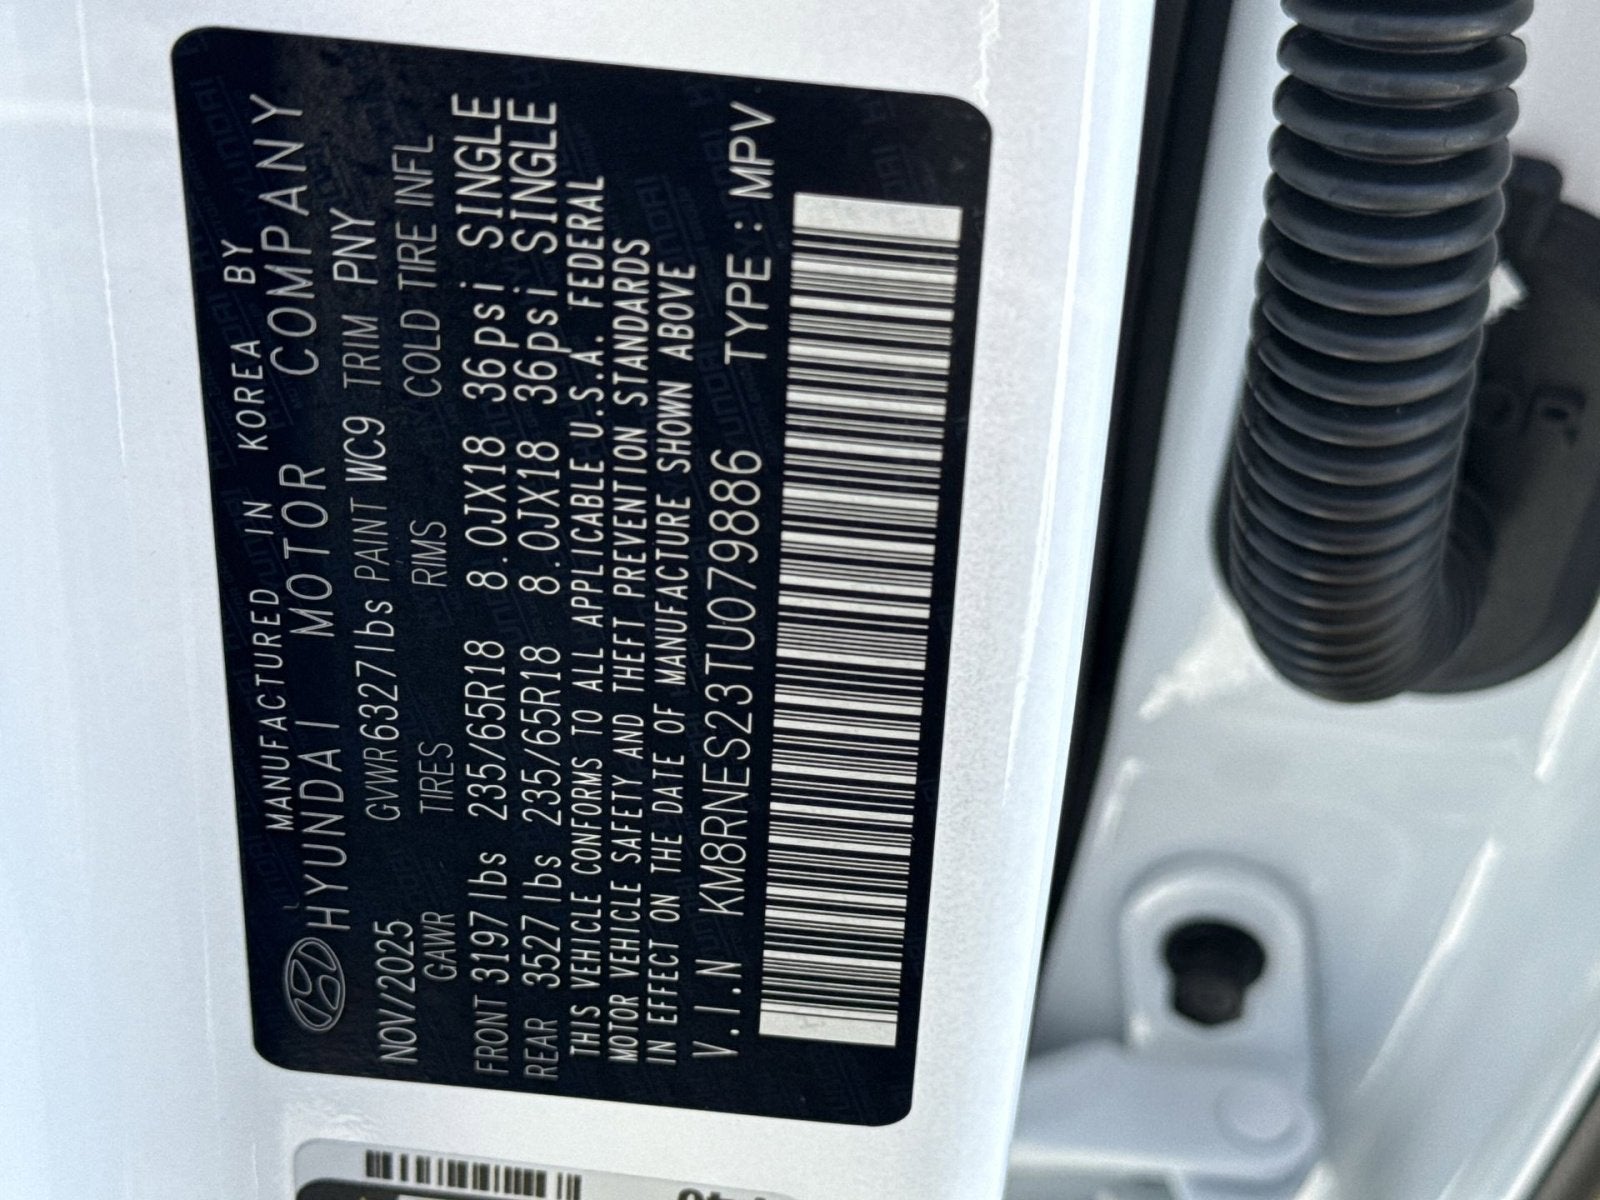 MANUFACTURED IN KOREA BY
HYUNDAI MOTOR COMPANY
NOV/2025 GVWR6327lbs PAINT WC9 TRIM PNY
GAWR TIRES RIMS COLD TIRE INFL
FRONT 3197lbs 235/65R18 8.0JX18 36psi SINGLE
REAR 3527lbs 235/65R18 8.0JX18 36psi SINGLE
THIS VEHICLE CONFORMS TO ALL APPLICABLE U.S.A. FEDERAL
MOTOR VEHICLE SAFETY AND THEFT PREVENTION STANDARDS
IN EFFECT ON THE DATE OF MANUFACTURE SHOWN ABOVE
V.I.N KM8RNES23TU079886 TYPE : MPV